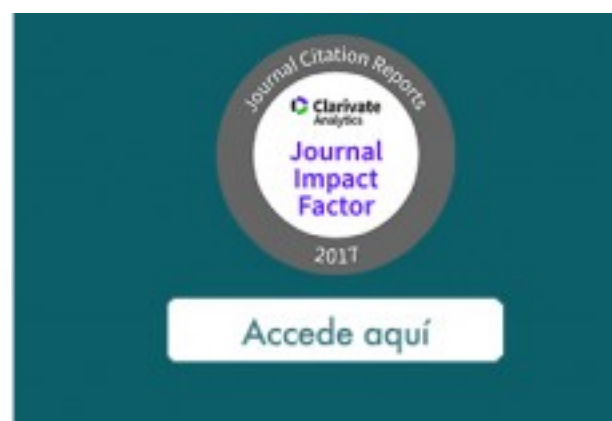 Journal Citation Reports
Clarivate
Analytics
Journal
Impact
Factor
2017
Accede aquí